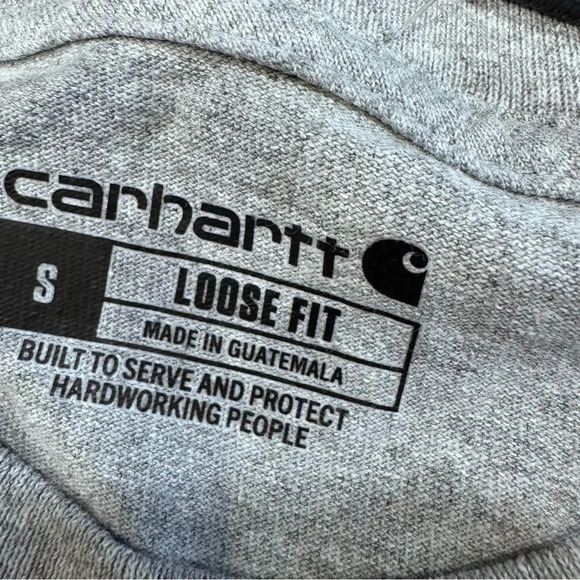 carhartt
S
LOOSE FIT
MADE IN GUATEMALA
BUILT TO SERVE AND PROTECT
HARDWORKING PEOPLE